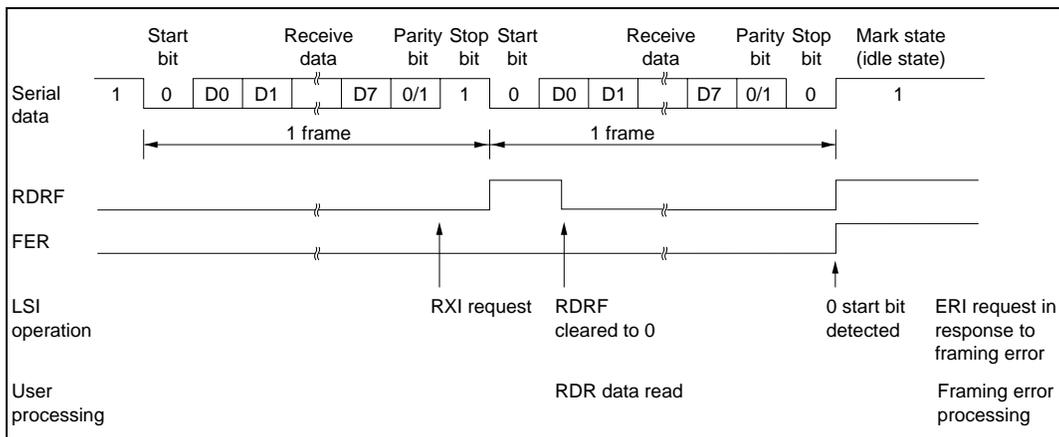 Start bit
Receive data
Parity bit
Stop bit
Start bit
Receive data
Parity bit
Stop bit
Mark state (idle state)
Serial data
1 0 D0 D1 D7 0/1 1 0 D0 D1 D7 0/1 0 1
1 frame 1 frame
RDRF
FER
LSI operation
RXI request
RDRF cleared to 0
0 start bit detected
ERI request in response to framing error
User processing
RDR data read
Framing error processing